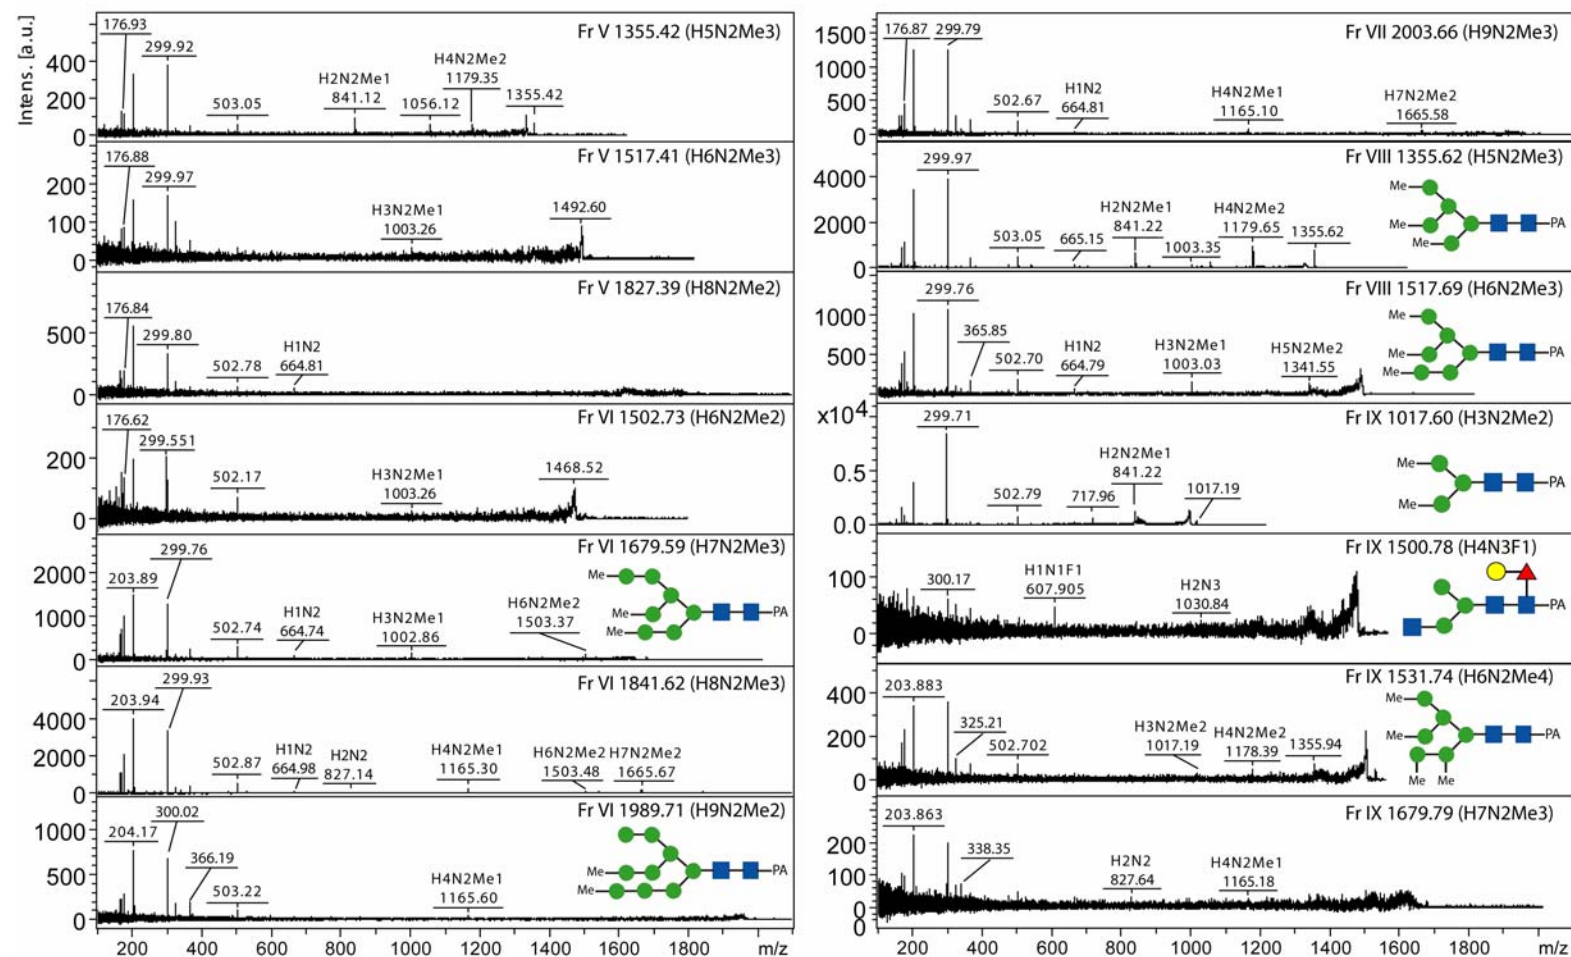 Intens. [a.u.]
Fr V 1355.42 (H5N2Me3)
176.93
299.92
503.05
H2N2Me1
841.12
1056.12
H4N2Me2
1179.35
1355.42
400
200
0
Fr V 1517.41 (H6N2Me3)
176.88
299.97
H3N2Me1
1003.26
1492.60
200
100
0
Fr V 1827.39 (H8N2Me2)
176.84
299.80
502.78
H1N2
664.81
500
0
Fr VI 1502.73 (H6N2Me2)
176.62
299.551
502.17
H3N2Me1
1003.26
1468.52
200
0
Fr VI 1679.59 (H7N2Me3)
203.89
299.76
502.74
H1N2
664.74
H3N2Me1
1002.86
H6N2Me2
1503.37
Me
Me
Me
PA
2000
1000
0
Fr VI 1841.62 (H8N2Me3)
203.94
299.93
502.87
H1N2
664.98
H2N2
827.14
H4N2Me1
1165.30
H6N2Me2
1503.48
H7N2Me2
1665.67
4000
2000
0
Fr VI 1989.71 (H9N2Me2)
204.17
300.02
366.19
503.22
H4N2Me1
1165.60
Me
Me
PA
1000
500
0
200 400 600 800 1000 1200 1400 1600 1800 m/z
Fr VII 2003.66 (H9N2Me3)
176.87
299.79
502.67
H1N2
664.81
H4N2Me1
1165.10
H7N2Me2
1665.58
1500
1000
500
0
Fr VIII 1355.62 (H5N2Me3)
299.97
503.05
665.15
H2N2Me1
841.22
1003.35
H4N2Me2
1179.65
1355.62
Me
Me
Me
PA
4000
2000
0
Fr VIII 1517.69 (H6N2Me3)
299.76
365.85
502.70
H1N2
664.79
H3N2Me1
1003.03
H5N2Me2
1341.55
Me
Me
Me
PA
1000
500
0
Fr IX 1017.60 (H3N2Me2)
x10^4
299.71
502.79
717.96
H2N2Me1
841.22
1017.19
Me
Me
PA
0.5
0.0
Fr IX 1500.78 (H4N3F1)
300.17
H1N1F1
607.905
H2N3
1030.84
PA
100
0
Fr IX 1531.74 (H6N2Me4)
203.883
325.21
502.702
H3N2Me2
1017.19
H4N2Me2
1178.39
1355.94
Me
Me
Me Me
PA
400
200
0
Fr IX 1679.79 (H7N2Me3)
203.863
338.35
H2N2
827.64
H4N2Me1
1165.18
200
100
0
200 400 600 800 1000 1200 1400 1600 1800 m/z